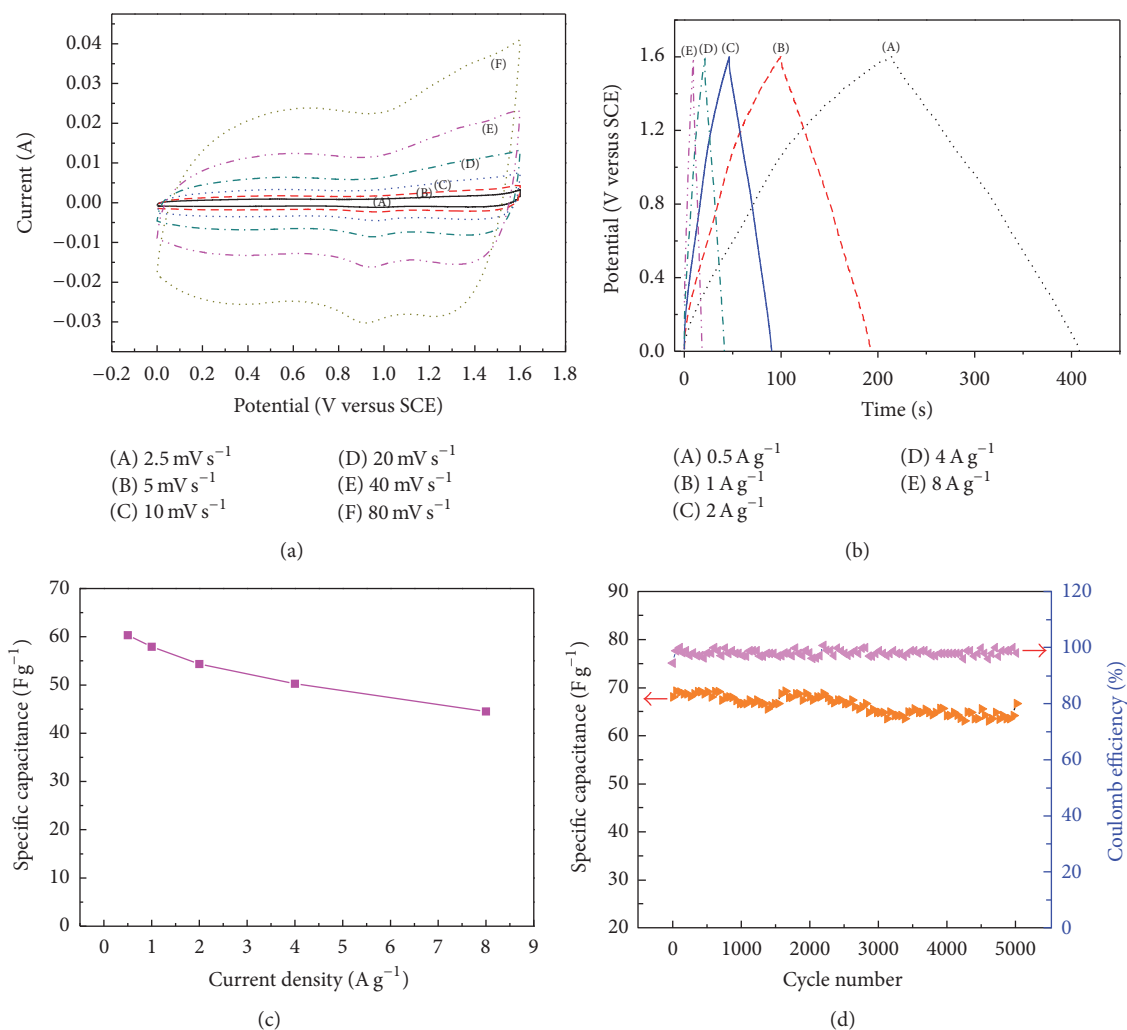 0.04
0.03
0.02
0.01
0.00
−0.01
−0.02
−0.03
Current (A)
(A)
(B)
(C)
(D)
(E)
(F)
−0.2 0.0 0.2 0.4 0.6 0.8 1.0 1.2 1.4 1.6 1.8
Potential (V versus SCE)
(A) 2.5 mV s⁻¹
(B) 5 mV s⁻¹
(C) 10 mV s⁻¹
(D) 20 mV s⁻¹
(E) 40 mV s⁻¹
(F) 80 mV s⁻¹
(a)
1.6
1.2
0.8
0.4
0.0
Potential (V versus SCE)
(E) (D) (C) (B) (A)
0 100 200 300 400
Time (s)
(A) 0.5 A g⁻¹
(B) 1 A g⁻¹
(C) 2 A g⁻¹
(D) 4 A g⁻¹
(E) 8 A g⁻¹
(b)
70
60
50
40
30
20
10
0
Specific capacitance (F g⁻¹)
0 1 2 3 4 5 6 7 8 9
Current density (A g⁻¹)
(c)
90
80
70
60
50
40
30
20
Specific capacitance (F g⁻¹)
120
100
80
60
40
20
0
Coulomb efficiency (%)
0 1000 2000 3000 4000 5000
Cycle number
(d)